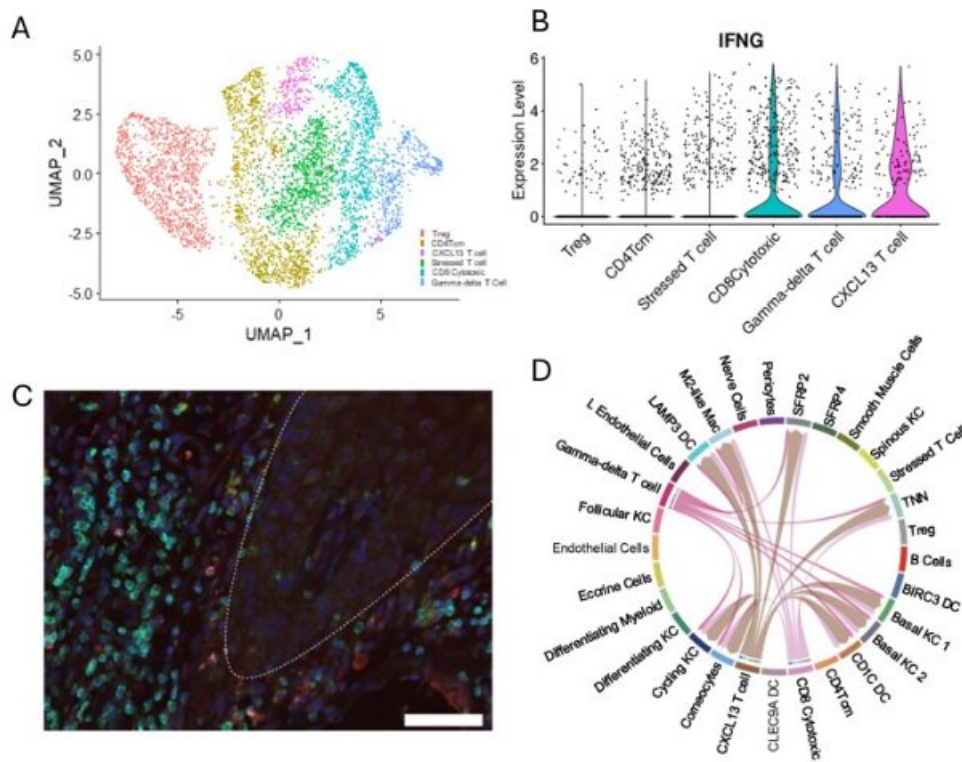 A
5.0
2.5
0.0
-2.5
-5.0
UMAP_2
-5
0
5
UMAP_1
Treg
CD4Tcm
CXCL13 T cell
Stressed T cell
CD8 Cytotoxic
Gamma-delta T Cell
B
IFNG
Expression Level
6
4
2
0
Treg
CD4Tcm
Stressed T cell
CD8Cytotoxic
Gamma-delta T cell
CXCL13 T cell
C
D
Nerve Cells
Pericytes
SFRP2
SFRP4
Smooth Muscle Cells
Spinous KC
Stressed T Cell
TNN
Treg
B Cells
BIRC3 DC
Basal KC 1
Basal KC 2
CD1C DC
CD4Tcm
CD8 Cytotoxic
CLEC9A DC
CXCL13 T cell
Corneocytes
Cycling KC
Differentiating KC
Differentiating Myeloid
Eccrine Cells
Endothelial Cells
Follicular KC
Gamma-delta T cell
L Endothelial Cells
LAMP3 DC
M2-like Mac